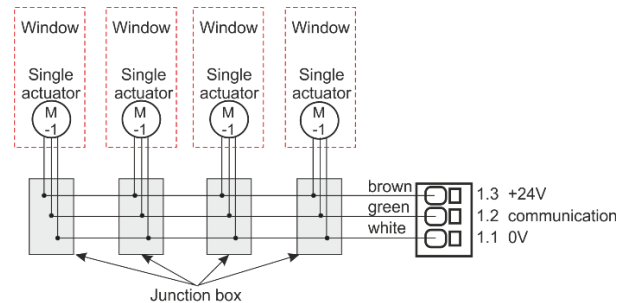 Window Window Window Window
Single Single Single Single
actuator actuator actuator actuator
M M M M
-1 -1 -1 -1
brown 1.3 +24V
green 1.2 communication
white 1.1 0V
Junction box